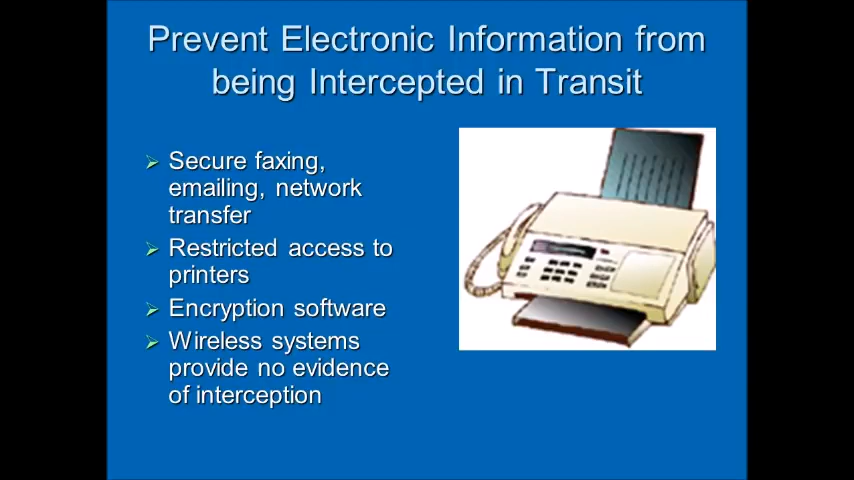 Prevent Electronic Information from
being Intercepted in Transit
Secure faxing,
emailing, network
transfer
Restricted access to
printers
Encryption software
Wireless systems
provide no evidence
of interception